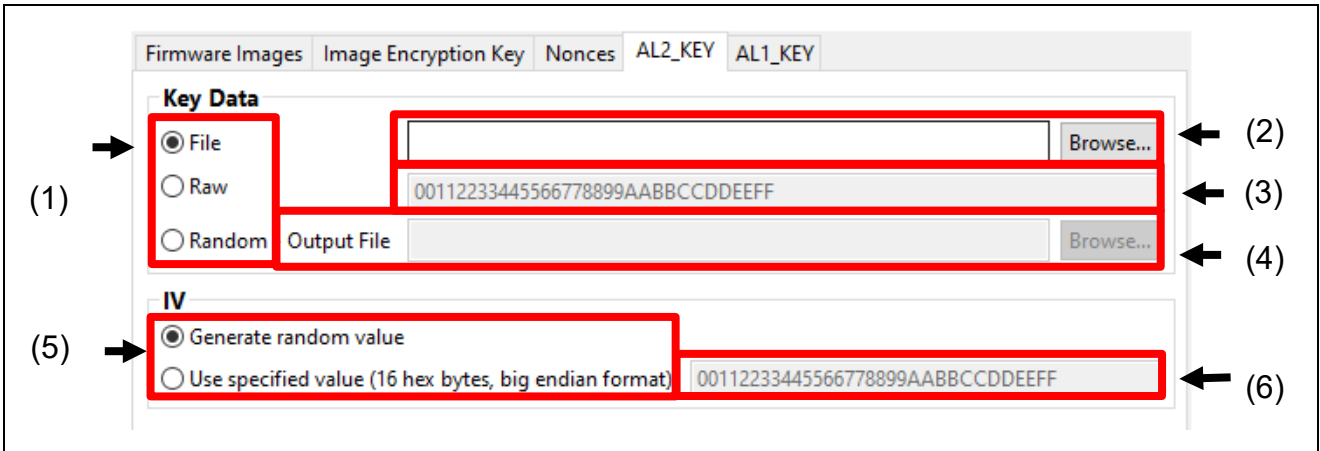 Firmware Images Image Encryption Key Nonces AL2_KEY AL1_KEY
Key Data
File Browse... (2)
(1) Raw 00112233445566778899AABBCCDDEEFF (3)
Random Output File Browse... (4)
IV
(5) Generate random value
Use specified value (16 hex bytes, big endian format) 00112233445566778899AABBCCDDEEFF (6)